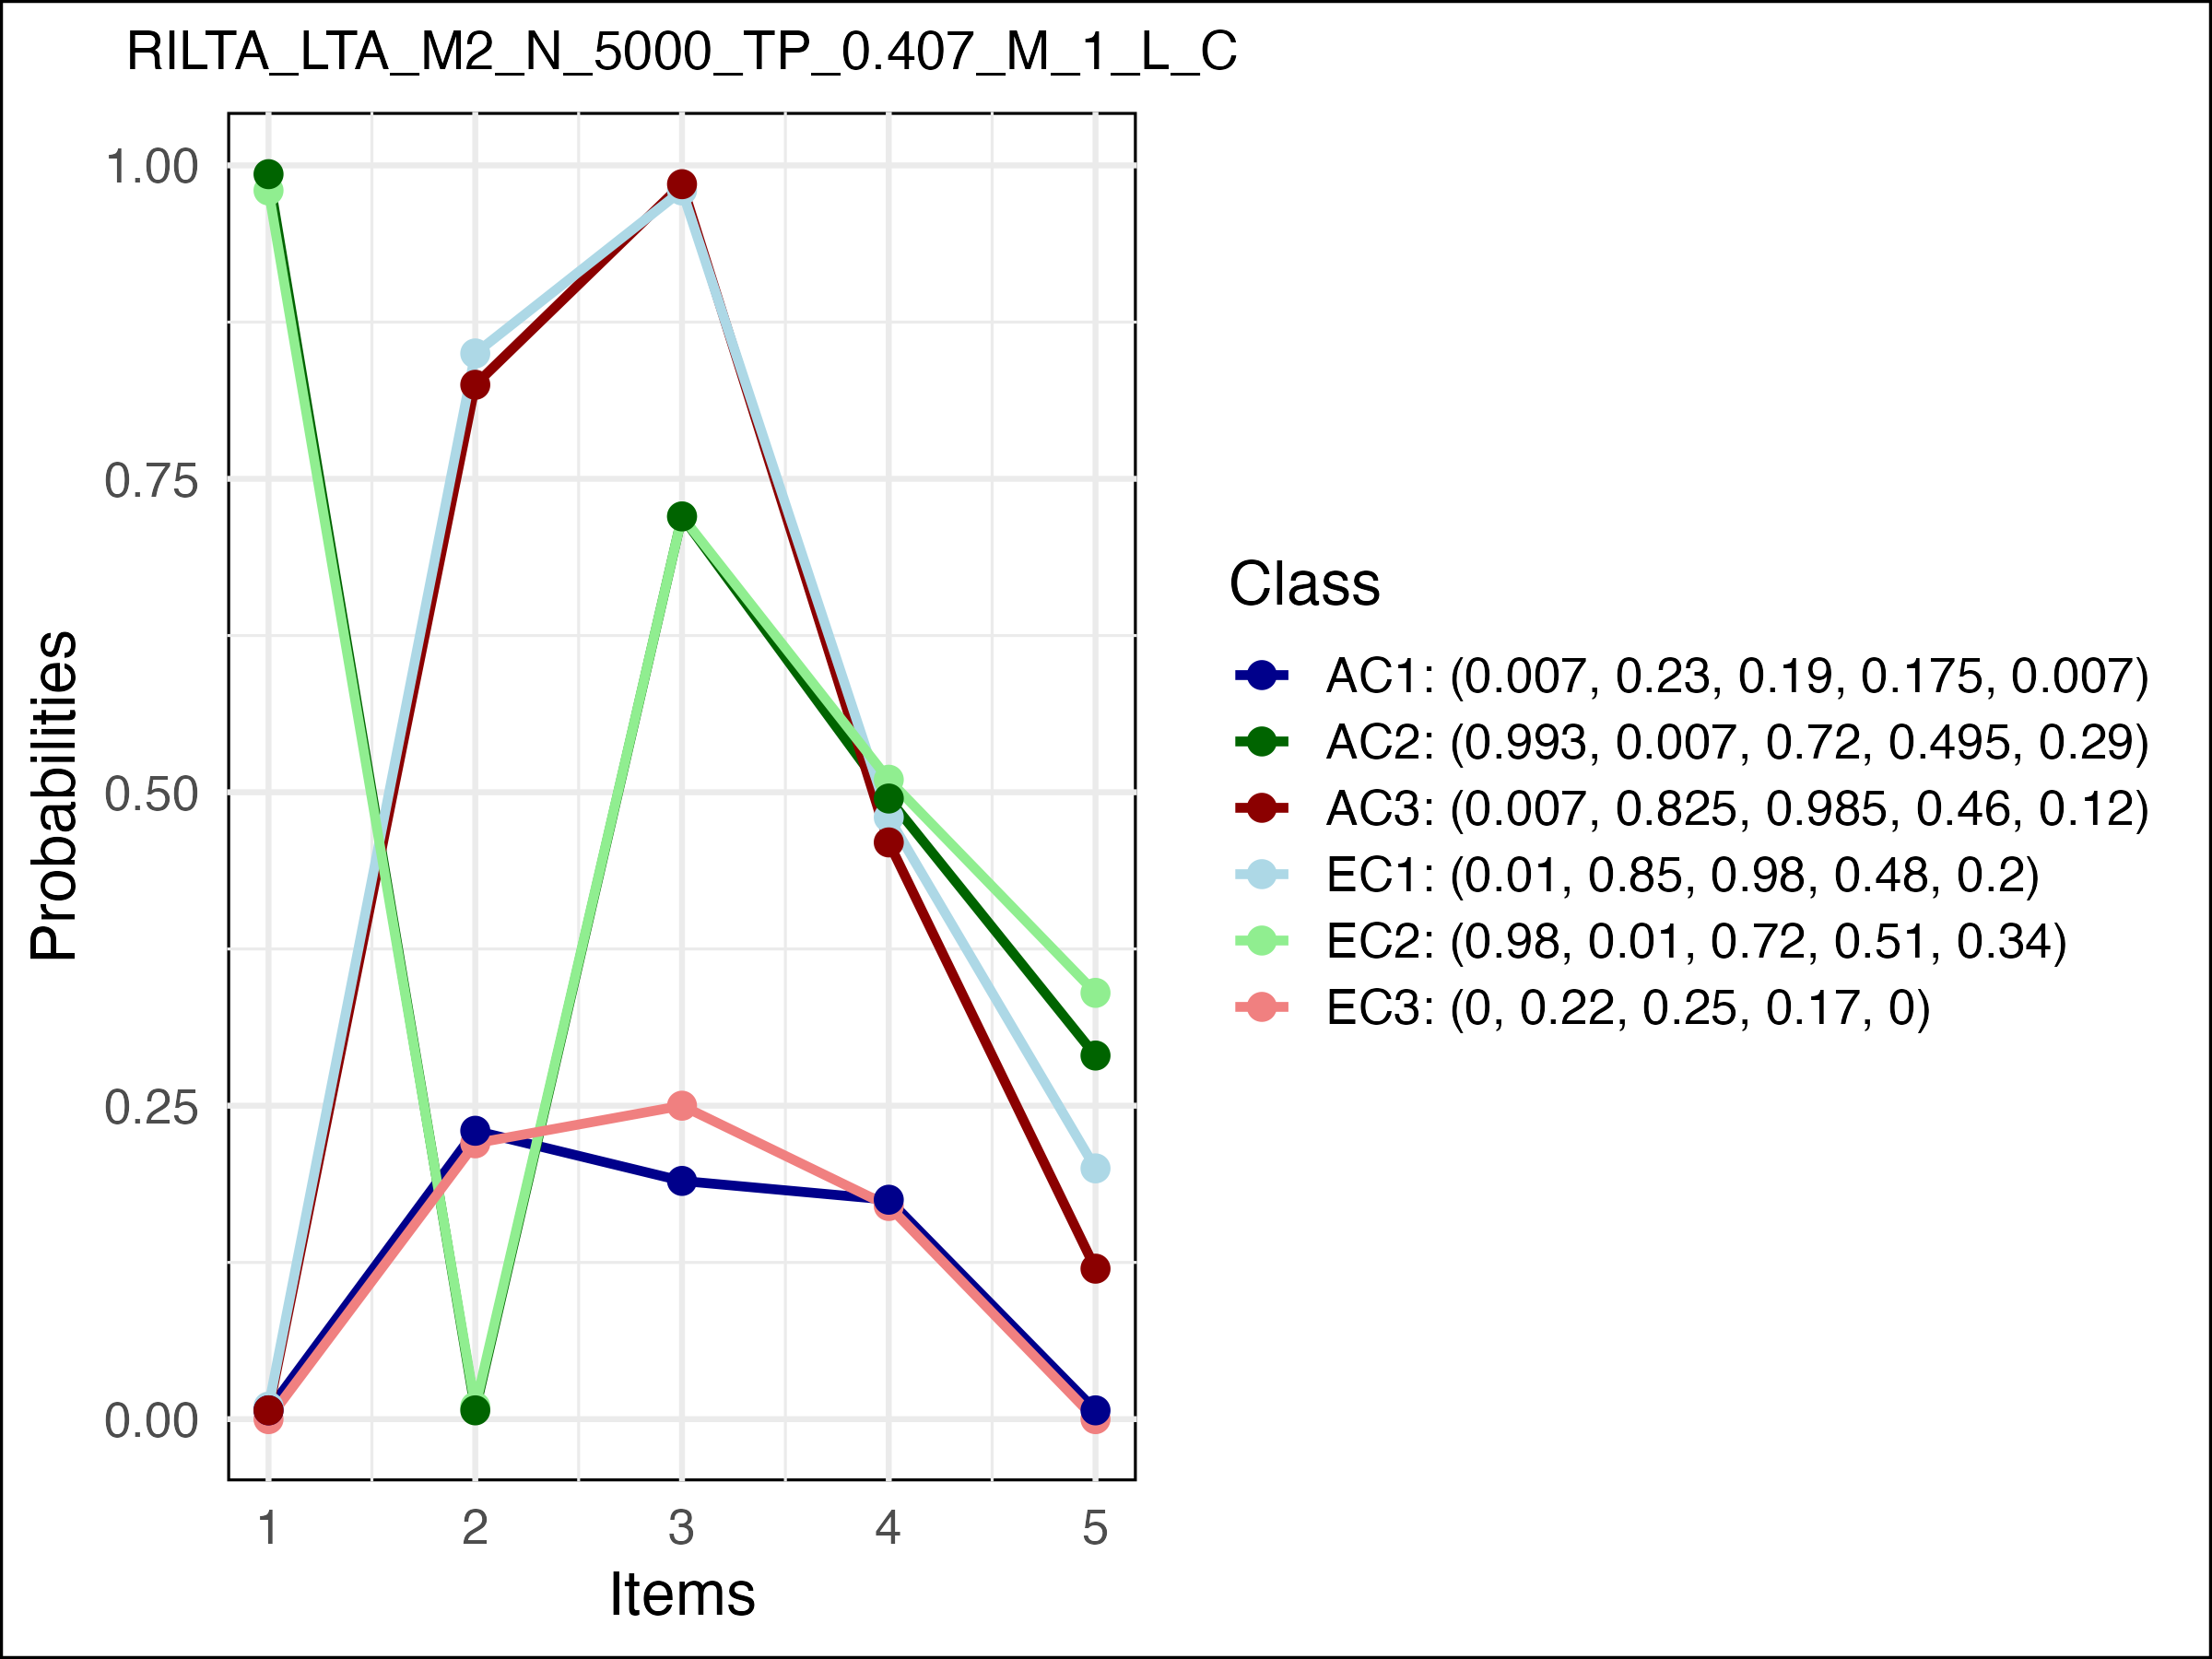 RILTA_LTA_M2_N_5000_TP_0.407_M_1_L_C
1.00
0.75
0.50
0.25
0.00
Probabilities
1 2 3 4 5
Items
Class
AC1: (0.007, 0.23, 0.19, 0.175, 0.007)
AC2: (0.993, 0.007, 0.72, 0.495, 0.29)
AC3: (0.007, 0.825, 0.985, 0.46, 0.12)
EC1: (0.01, 0.85, 0.98, 0.48, 0.2)
EC2: (0.98, 0.01, 0.72, 0.51, 0.34)
EC3: (0, 0.22, 0.25, 0.17, 0)